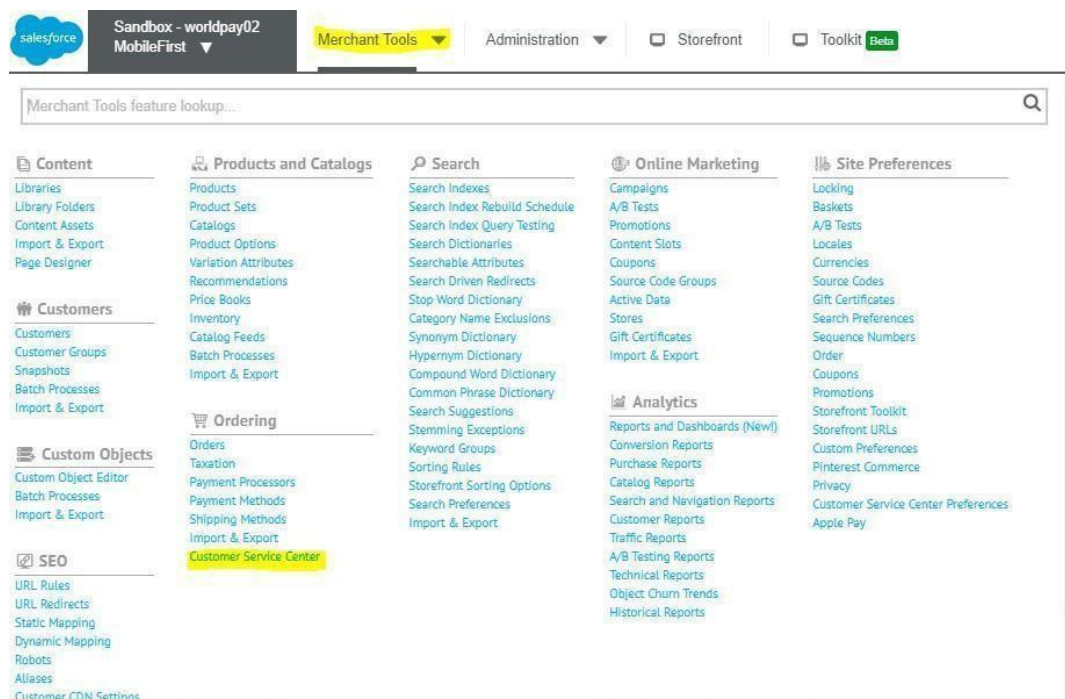 salesforce
Sandbox - worldpay02
MobileFirst
Merchant Tools
Administration
Storefront
Toolkit Beta
Merchant Tools feature lookup...
Content
Libraries
Library Folders
Content Assets
Import & Export
Page Designer
Customers
Customers
Customer Groups
Snapshots
Batch Processes
Import & Export
Custom Objects
Custom Object Editor
Batch Processes
Import & Export
SEO
URL Rules
URL Redirects
Static Mapping
Dynamic Mapping
Robots
Aliases
Customer CDN Settings
Products and Catalogs
Products
Product Sets
Catalogs
Product Options
Variation Attributes
Recommendations
Price Books
Inventory
Catalog Feeds
Batch Processes
Import & Export
Ordering
Orders
Taxation
Payment Processors
Payment Methods
Shipping Methods
Import & Export
Customer Service Center
Search
Search Indexes
Search Index Rebuild Schedule
Search Index Query Testing
Search Dictionaries
Searchable Attributes
Search Driven Redirects
Stop Word Dictionary
Category Name Exclusions
Synonym Dictionary
Hypernym Dictionary
Compound Word Dictionary
Common Phrase Dictionary
Search Suggestions
Stemming Exceptions
Keyword Groups
Sorting Rules
Storefront Sorting Options
Search Preferences
Import & Export
Online Marketing
Campaigns
A/B Tests
Promotions
Content Slots
Coupons
Source Code Groups
Active Data
Stores
Gift Certificates
Import & Export
Analytics
Reports and Dashboards (New!)
Conversion Reports
Purchase Reports
Catalog Reports
Search and Navigation Reports
Customer Reports
Traffic Reports
A/B Testing Reports
Technical Reports
Object Churn Trends
Historical Reports
Site Preferences
Locking
Baskets
A/B Tests
Locales
Currencies
Source Codes
Gift Certificates
Search Preferences
Sequence Numbers
Order
Coupons
Promotions
Storefront Toolkit
Storefront URLs
Custom Preferences
Pinterest Commerce
Privacy
Customer Service Center Preferences
Apple Pay